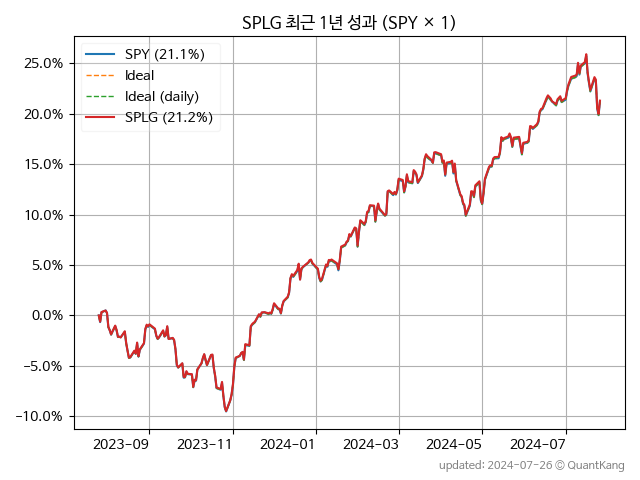 SPLG 최근 1년 성과 (SPY × 1)
SPY (21.1%)
Ideal
Ideal (daily)
SPLG (21.2%)
25.0%
20.0%
15.0%
10.0%
5.0%
0.0%
−5.0%
−10.0%
2023-09 2023-11 2024-01 2024-03 2024-05 2024-07
updated: 2024-07-26 © QuantKang